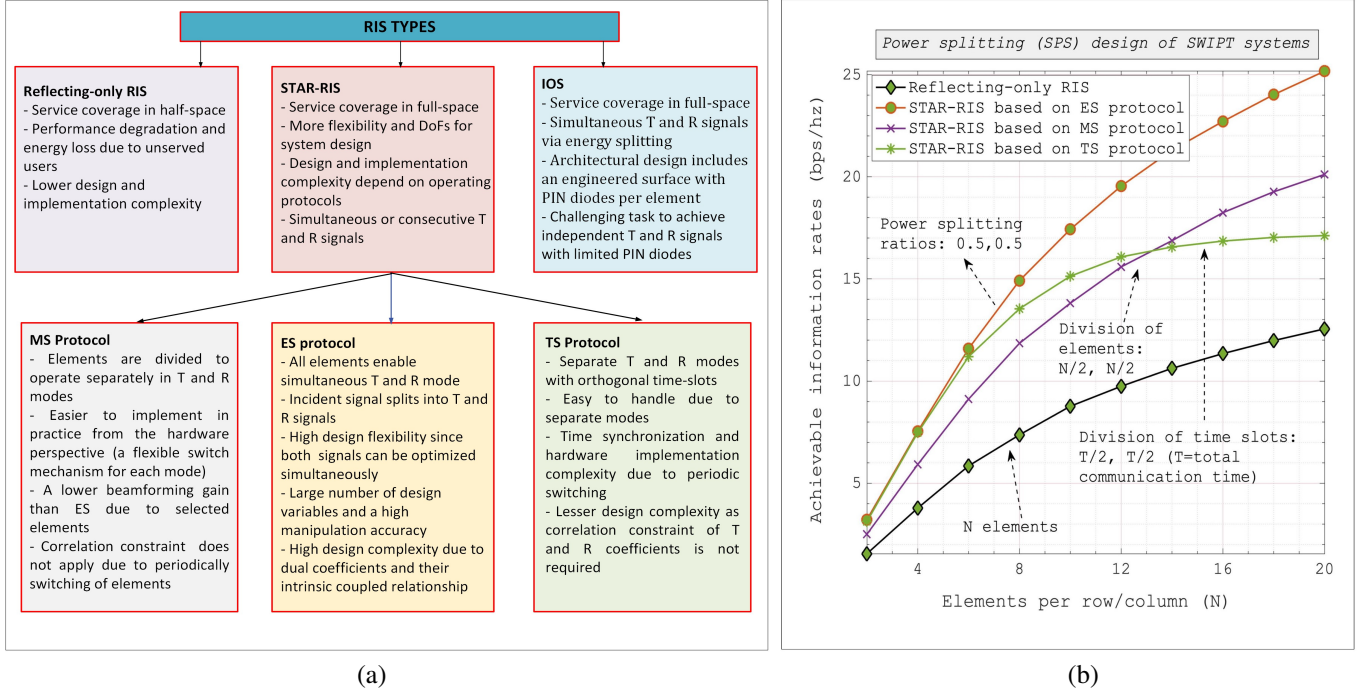 RIS TYPES
Reflecting-only RIS
- Service coverage in half-space
- Performance degradation and
energy loss due to unserved
users
- Lower design and
implementation complexity
STAR-RIS
- Service coverage in full-space
- More flexibility and DoFs for
system design
- Design and implementation
complexity depend on operating
protocols
- Simultaneous or consecutive T
and R signals
IOS
- Service coverage in full-space
- Simultaneous T and R signals
via energy splitting
- Architectural design includes
an engineered surface with
PIN diodes per element
- Challenging task to achieve
independent T and R signals
with limited PIN diodes
MS Protocol
- Elements are divided to
operate separately in T and R
modes
- Easier to implement in
practice from the hardware
perspective (a flexible switch
mechanism for each mode)
- A lower beamforming gain
than ES due to selected
elements
- Correlation constraint does
not apply due to periodically
switching of elements
ES protocol
- All elements enable
simultaneous T and R mode
- Incident signal splits into T and
R signals
- High design flexibility since
both signals can be optimized
simultaneously
- Large number of design
variables and a high
manipulation accuracy
- High design complexity due to
dual coefficients and their
intrinsic coupled relationship
TS Protocol
- Separate T and R modes
with orthogonal time-slots
- Easy to handle due to
separate modes
- Time synchronization and
hardware implementation
complexity due to periodic
switching
- Lesser design complexity as
correlation constraint of T
and R coefficients is not
required
(a)
Power splitting (SPS) design of SWIPT systems
Reflecting-only RIS
STAR-RIS based on ES protocol
STAR-RIS based on MS protocol
STAR-RIS based on TS protocol
Power splitting
ratios: 0.5,0.5
Division of
elements:
N/2, N/2
Division of time slots:
T/2, T/2 (T=total
communication time)
N elements
Achievable information rates (bps/hz)
25
20
15
10
5
4
8
12
16
20
Elements per row/column (N)
(b)